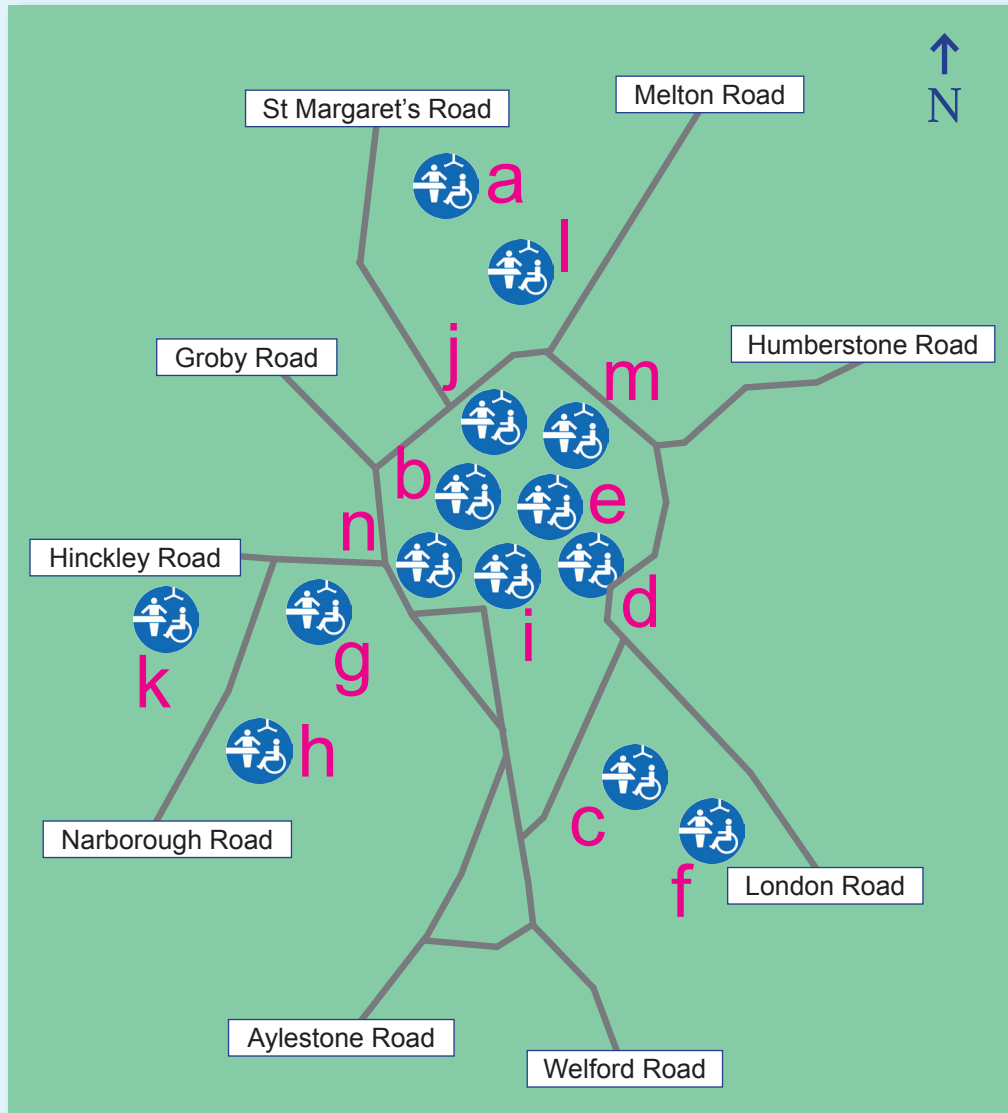 N
Melton Road
St Margaret's Road
a
l
j
Groby Road
m
Humberstone Road
b
e
n
Hinckley Road
d
i
g
k
h
c
Narborough Road
f
London Road
Aylestone Road
Welford Road